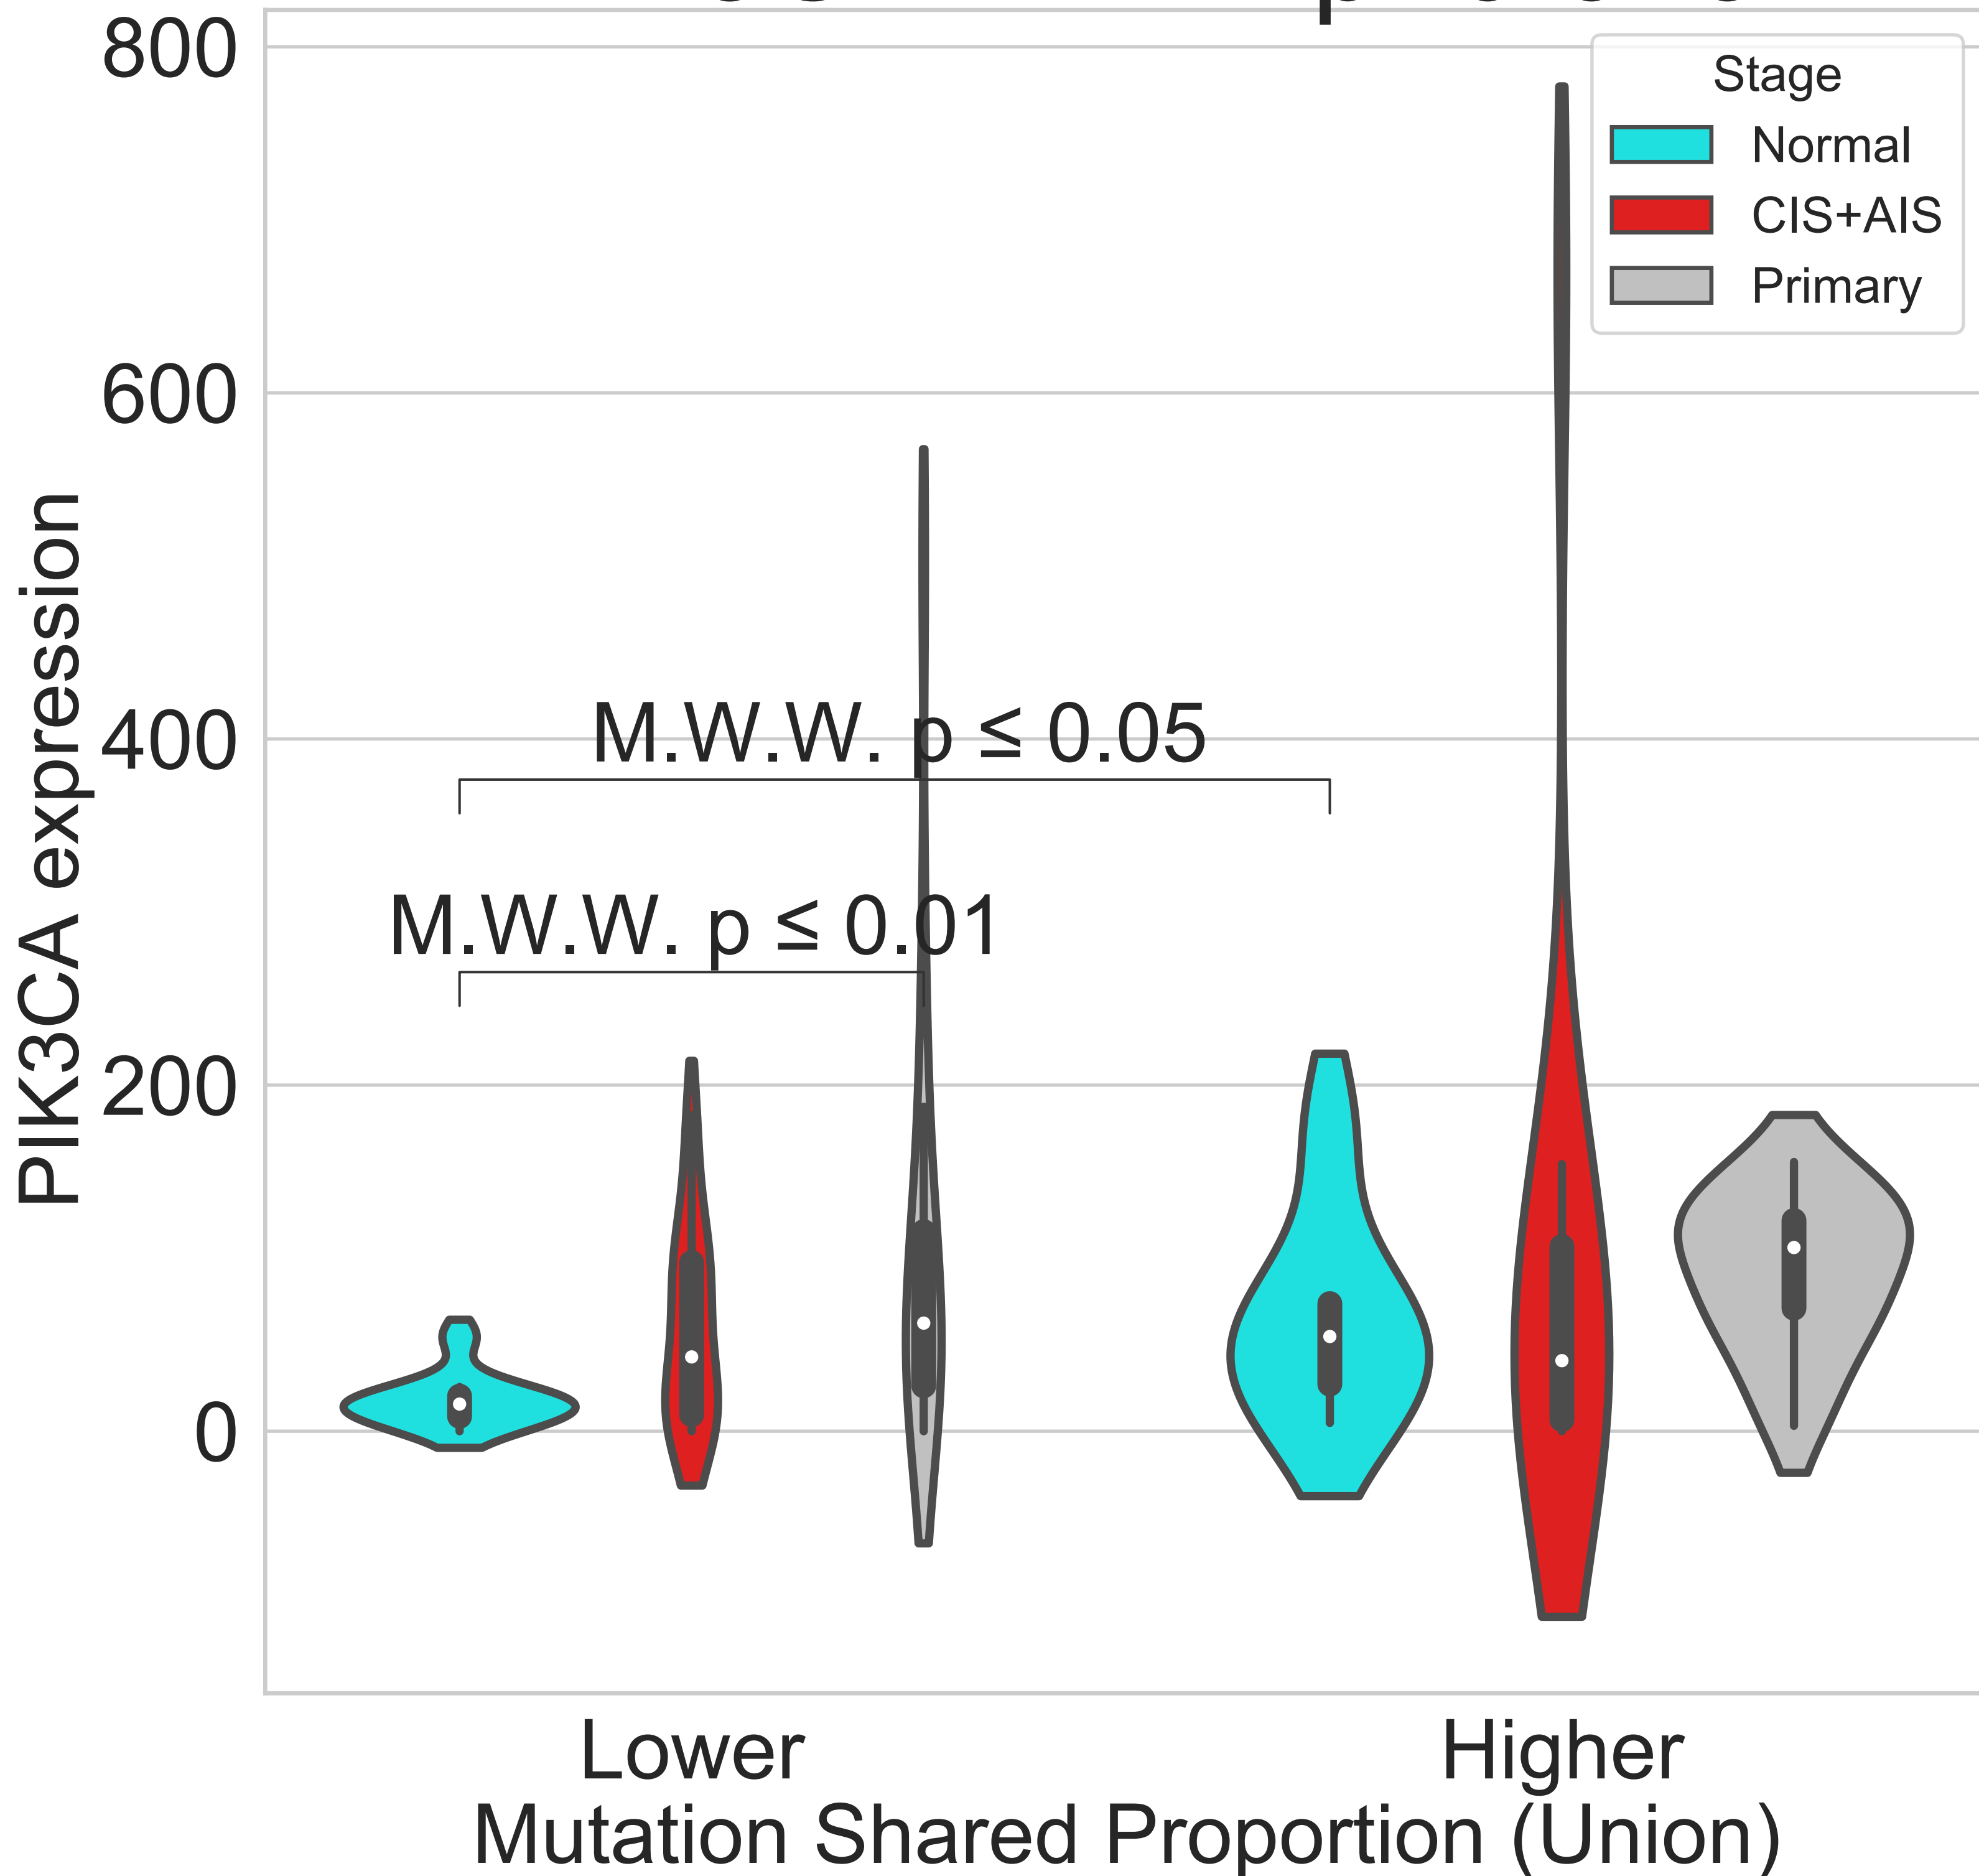 800
600
400
200
0
PIK3CA expression
Stage
Normal
CIS+AIS
Primary
M.W.W. p ≤ 0.05
M.W.W. p ≤ 0.01
Lower
Higher
Mutation Shared Proportion (Union)